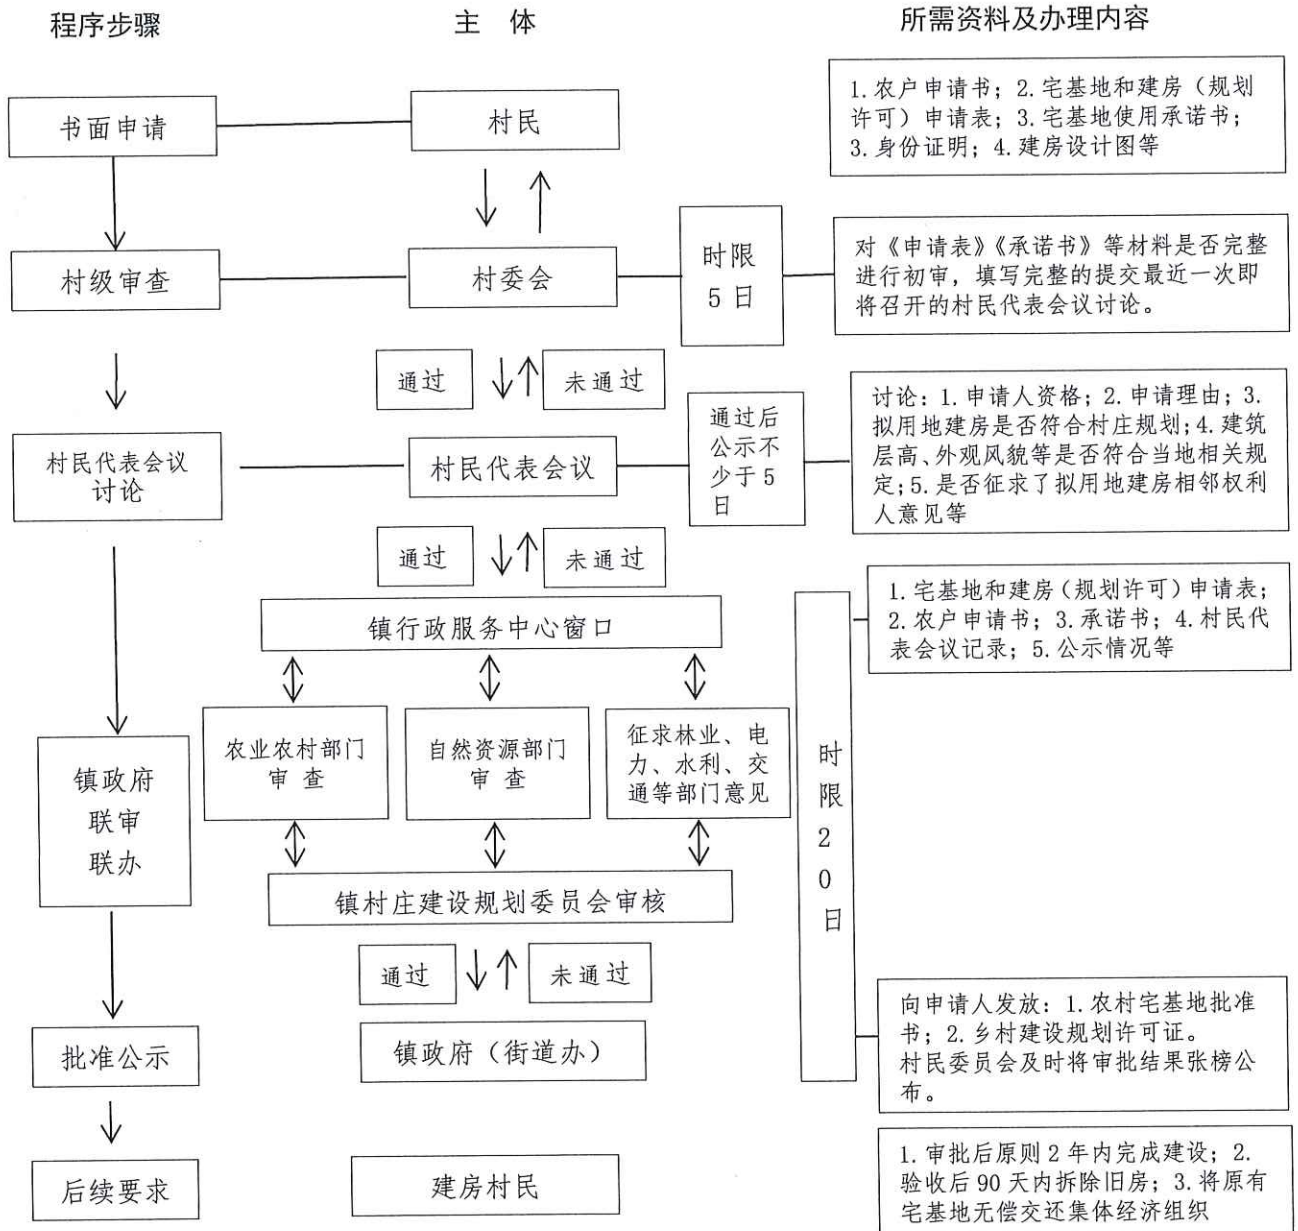 程序步骤
主 体
所需资料及办理内容
书面申请
村民
1.农户申请书；2.宅基地和建房（规划
许可）申请表；3.宅基地使用承诺书；
3.身份证明；4.建房设计图等
村级审查
村委会
时限
5日
对《申请表》《承诺书》等材料是否完整
进行初审，填写完整的提交最近一次即
将召开的村民代表会议讨论。
通过
未通过
村民代表会议
讨论
村民代表会议
通过后
公示不
少于5
日
讨论：1.申请人资格；2.申请理由；3.
拟用地建房是否符合村庄规划；4.建筑
层高、外观风貌等是否符合当地相关规
定；5.是否征求了拟用地建房相邻权利
人意见等
通过
未通过
镇行政服务中心窗口
1.宅基地和建房（规划许可）申请表；
2.农户申请书；3.承诺书；4.村民代
表会议记录；5.公示情况等
镇政府
联审
联办
农业农村部门
审 查
自然资源部门
审 查
征求林业、电
力、水利、交
通等部门意见
时
限
2
0
日
镇村庄建设规划委员会审核
通过
未通过
批准公示
镇政府（街道办）
向申请人发放：1.农村宅基地批准
书；2.乡村建设规划许可证。
村民委员会及时将审批结果张榜公
布。
后续要求
建房村民
1.审批后原则2年内完成建设；2.
验收后90天内拆除旧房；3.将原有
宅基地无偿交还集体经济组织